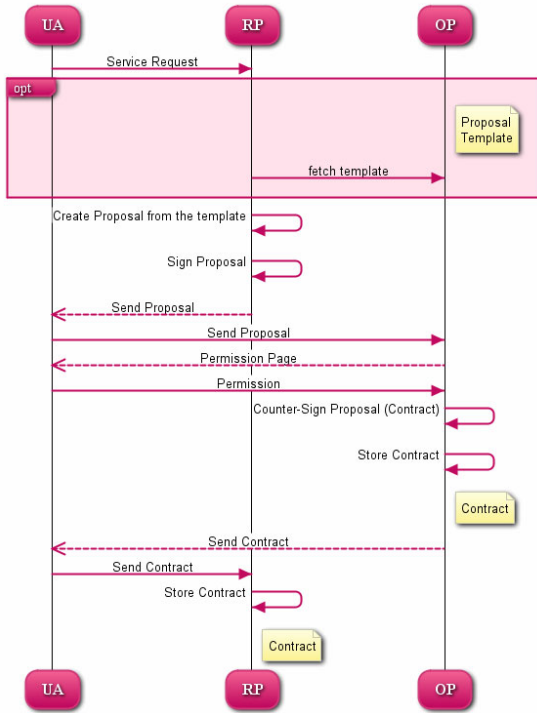 UA
RP
OP
Service Request
opt
Proposal
Template
fetch template
Create Proposal from the template
Sign Proposal
Send Proposal
Send Proposal
Permission Page
Permission
Counter-Sign Proposal (Contract)
Store Contract
Contract
Send Contract
Send Contract
Store Contract
Contract
UA
RP
OP